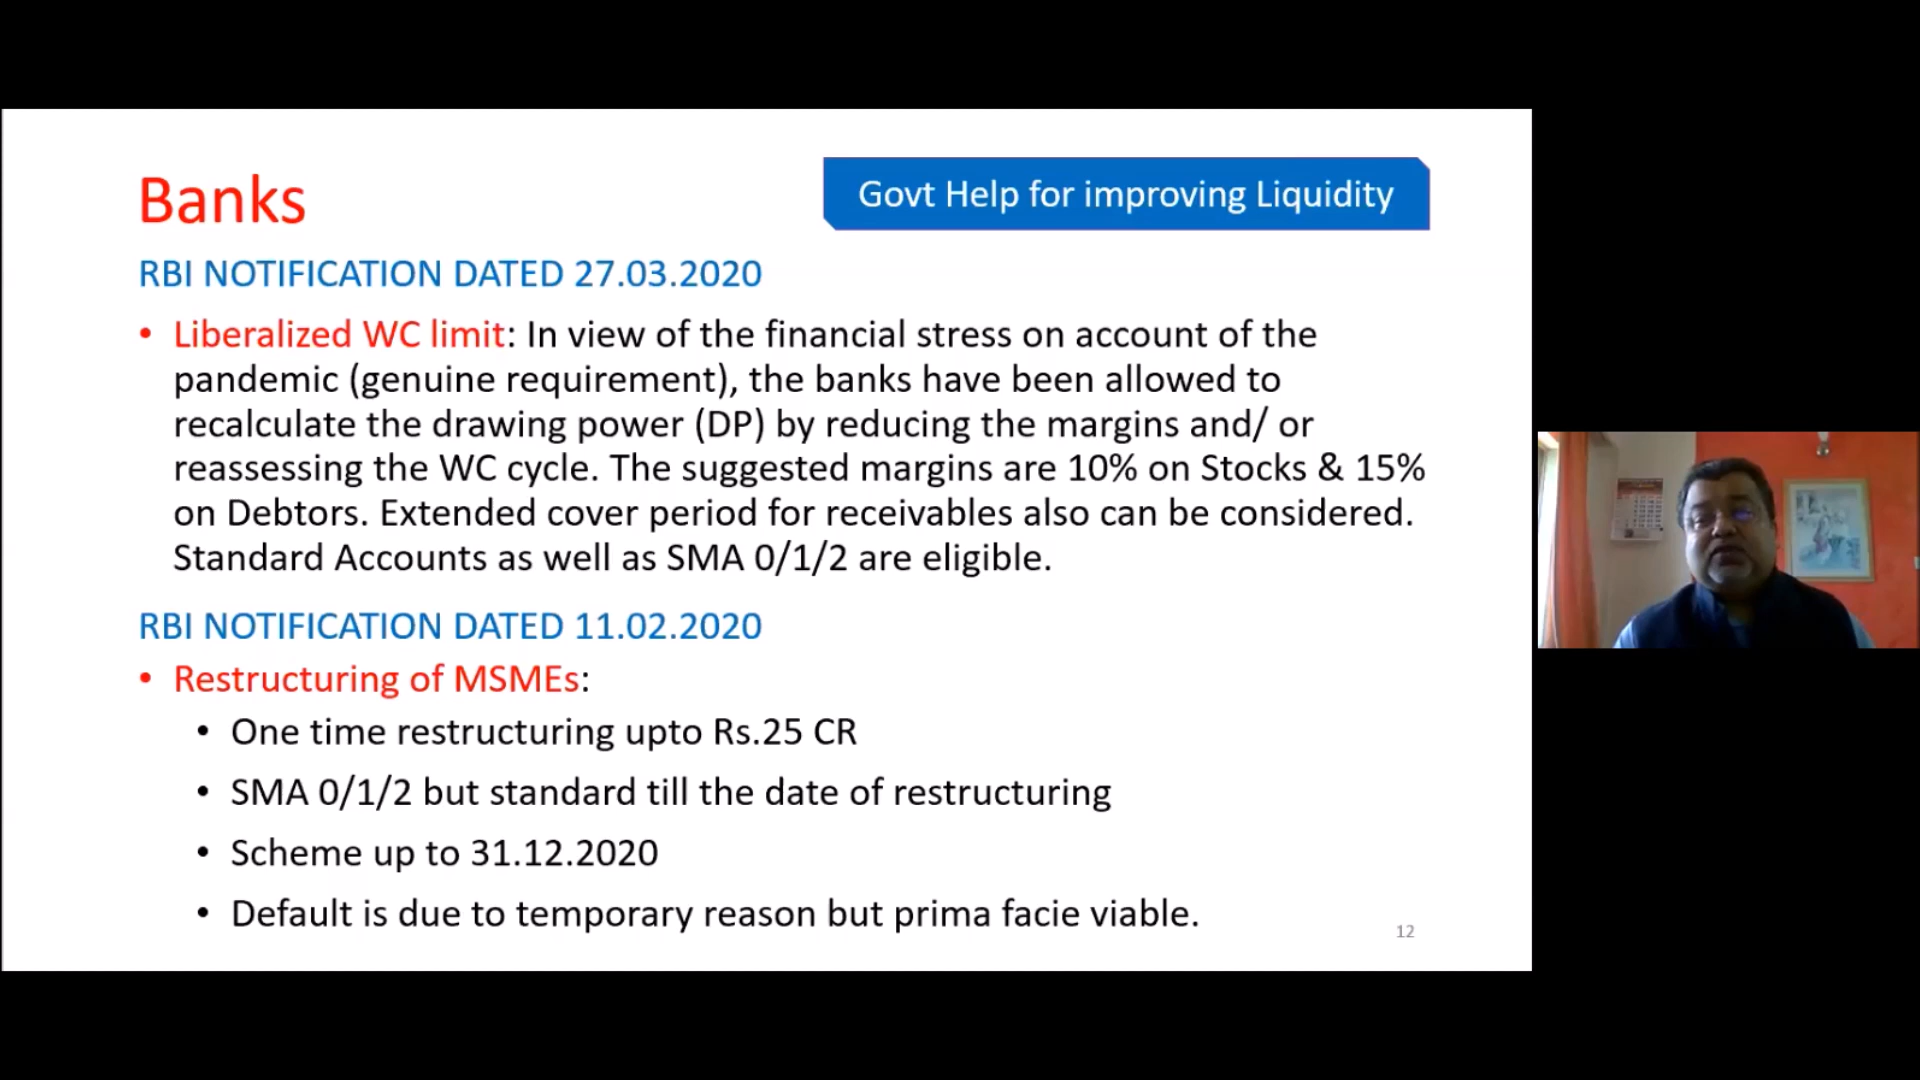 Banks
Govt Help for improving Liquidity
RBI NOTIFICATION DATED 27.03.2020
• Liberalized WC limit: In view of the financial stress on account of the
pandemic (genuine requirement), the banks have been allowed to
recalculate the drawing power (DP) by reducing the margins and/ or
reassessing the WC cycle. The suggested margins are 10% on Stocks & 15%
on Debtors. Extended cover period for receivables also can be considered.
Standard Accounts as well as SMA 0/1/2 are eligible.
RBI NOTIFICATION DATED 11.02.2020
• Restructuring of MSMEs:
• One time restructuring upto Rs.25 CR
• SMA 0/1/2 but standard till the date of restructuring
• Scheme up to 31.12.2020
• Default is due to temporary reason but prima facie viable.
12